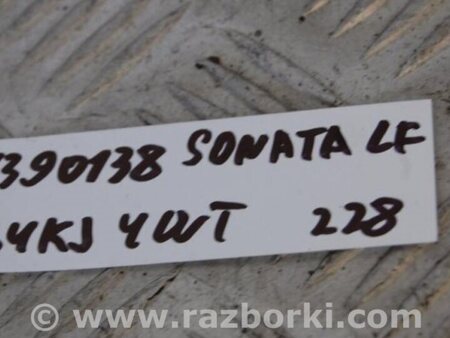 390138 SONATA LF
4KJ 4WT 228
© www.razborki.com